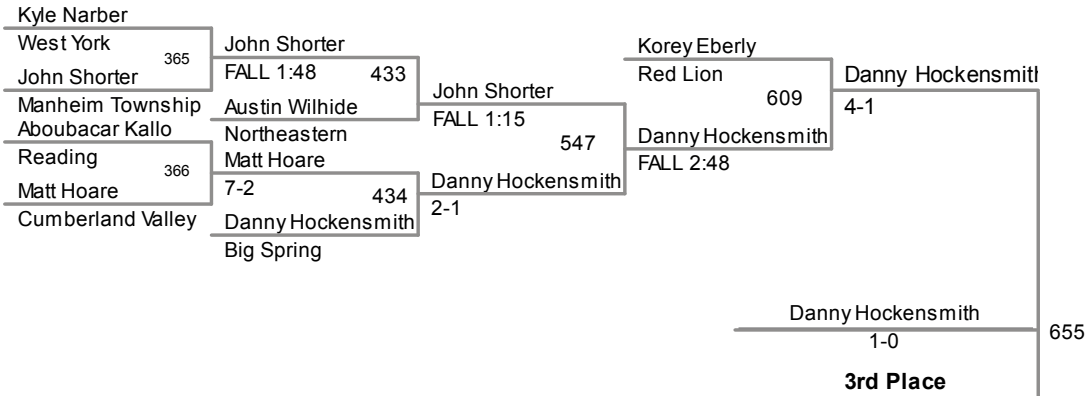 Kyle Narber
West York
365
John Shorter
Manheim Township
Aboubacar Kallo
Reading
366
Matt Hoare
Cumberland Valley
John Shorter
FALL 1:48
433
Austin Wilhide
Northeastern
Matt Hoare
7-2
434
Danny Hockensmith
Big Spring
John Shorter
FALL 1:15
547
Danny Hockensmith
2-1
Korey Eberly
Red Lion
609
Danny Hockensmith
FALL 2:48
Danny Hockensmith
4-1
Danny Hockensmith
1-0
655
3rd Place